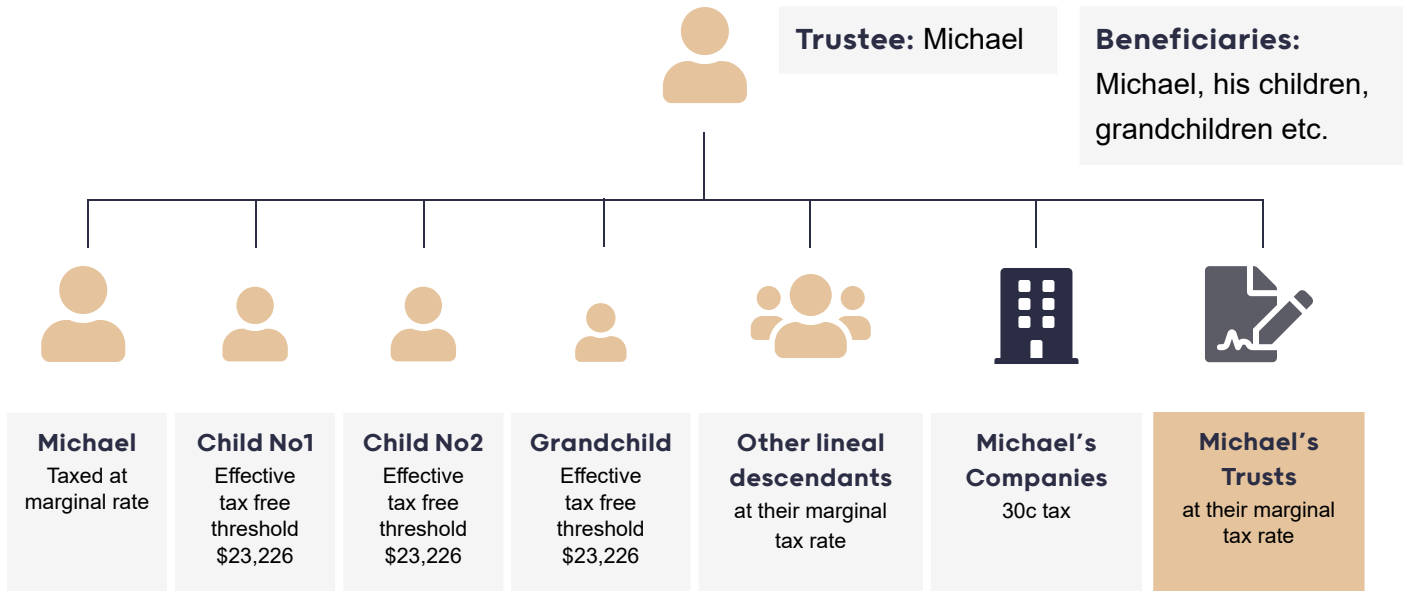 Trustee: Michael
Beneficiaries:
Michael, his children,
grandchildren etc.
Michael
Taxed at
marginal rate
Child No1
Effective
tax free
threshold
$23,226
Child No2
Effective
tax free
threshold
$23,226
Grandchild
Effective
tax free
threshold
$23,226
Other lineal
descendants
at their marginal
tax rate
Michael's
Companies
30c tax
Michael's
Trusts
at their marginal
tax rate